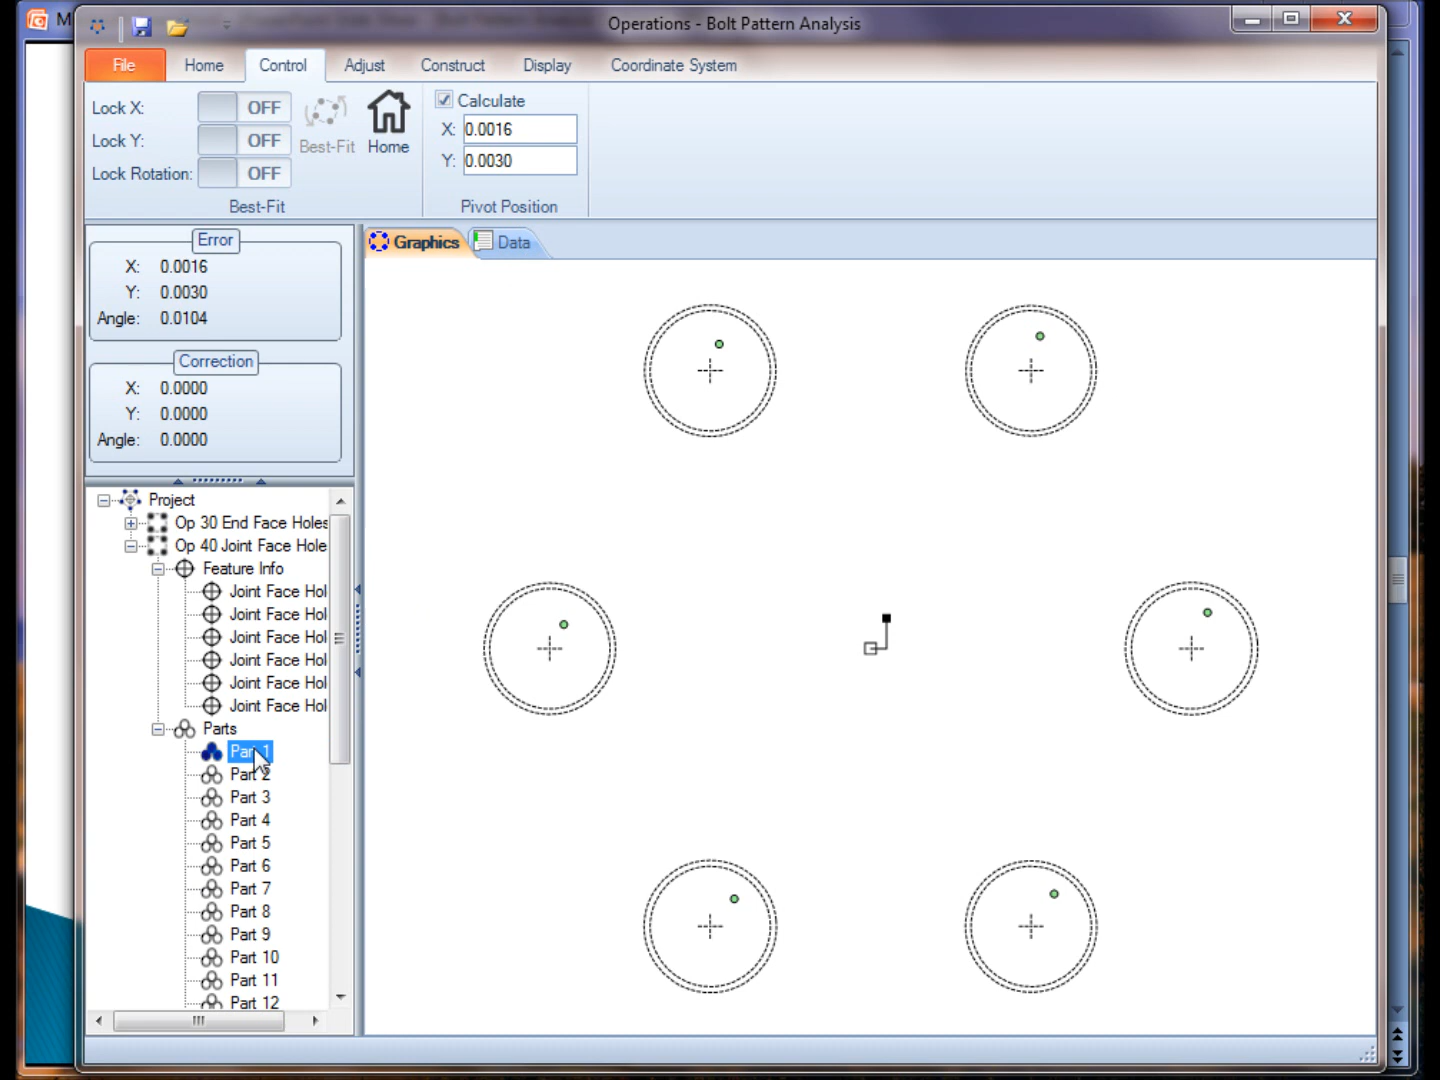 Operations - Bolt Pattern Analysis
File Home Control Adjust Construct Display Coordinate System
Lock X: OFF
Lock Y: OFF
Lock Rotation: OFF
Best-Fit
Home
Best-Fit
Calculate
X: 0.0016
Y: 0.0030
Pivot Position
Error
X: 0.0016
Y: 0.0030
Angle: 0.0104
Correction
X: 0.0000
Y: 0.0000
Angle: 0.0000
Graphics Data
Project
Op 30 End Face Holes
Op 40 Joint Face Hole
Feature Info
Joint Face Hol
Joint Face Hol
Joint Face Hol
Joint Face Hol
Joint Face Hol
Joint Face Hol
Parts
Part 1
Part 2
Part 3
Part 4
Part 5
Part 6
Part 7
Part 8
Part 9
Part 10
Part 11
Part 12